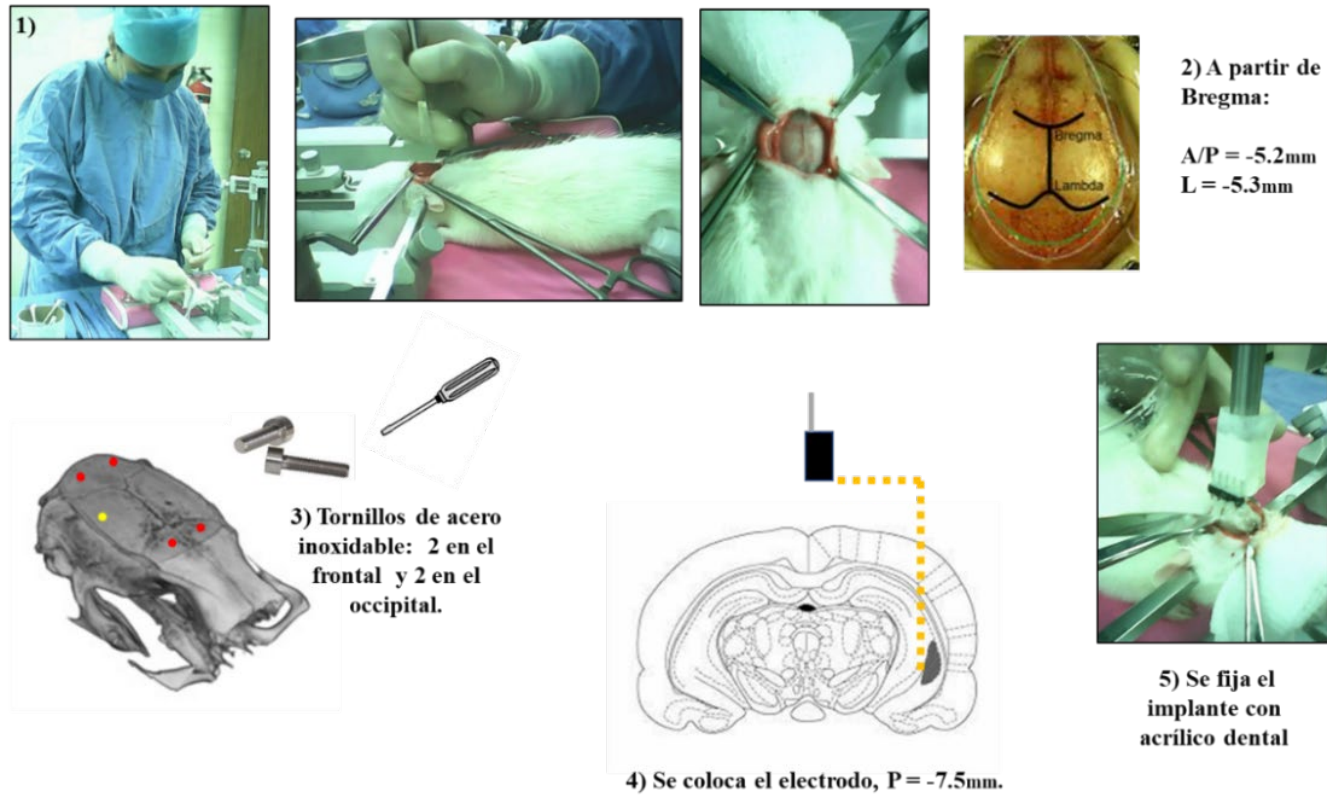 1)
Bregma
Lambda
2) A partir de
Bregma:
A/P = -5.2mm
L = -5.3mm
3) Tornillos de acero
inoxidable: 2 en el
frontal y 2 en el
occipital.
4) Se coloca el electrodo, P = -7.5mm.
5) Se fija el
implante con
acrílico dental